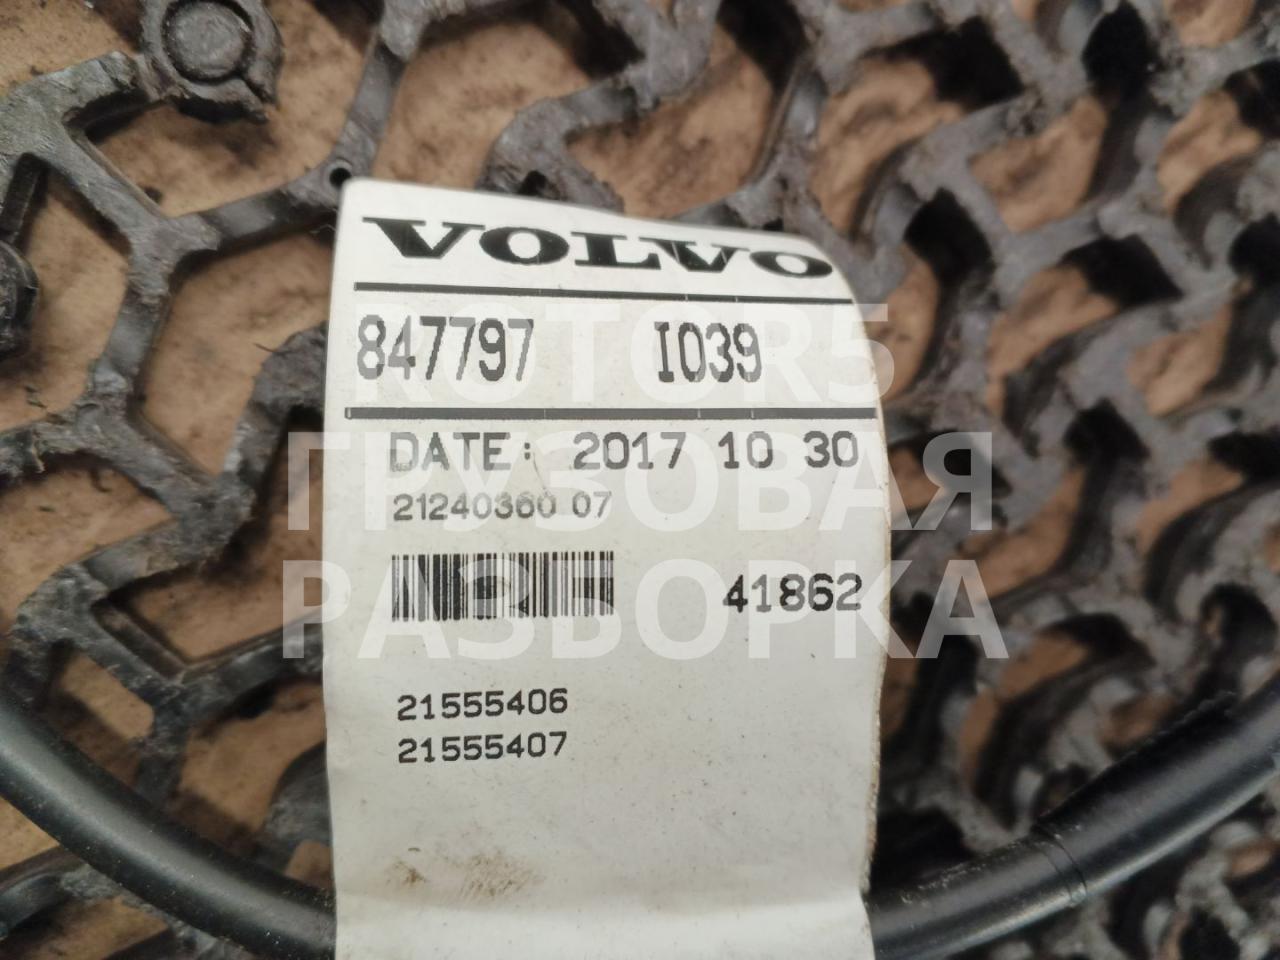 VOLVO
847797 I039
DATE: 2017 10 30
21240360 07
41862
21555406
21555407
ROTOR5
ГРУЗОВАЯ
РАЗБОРКА